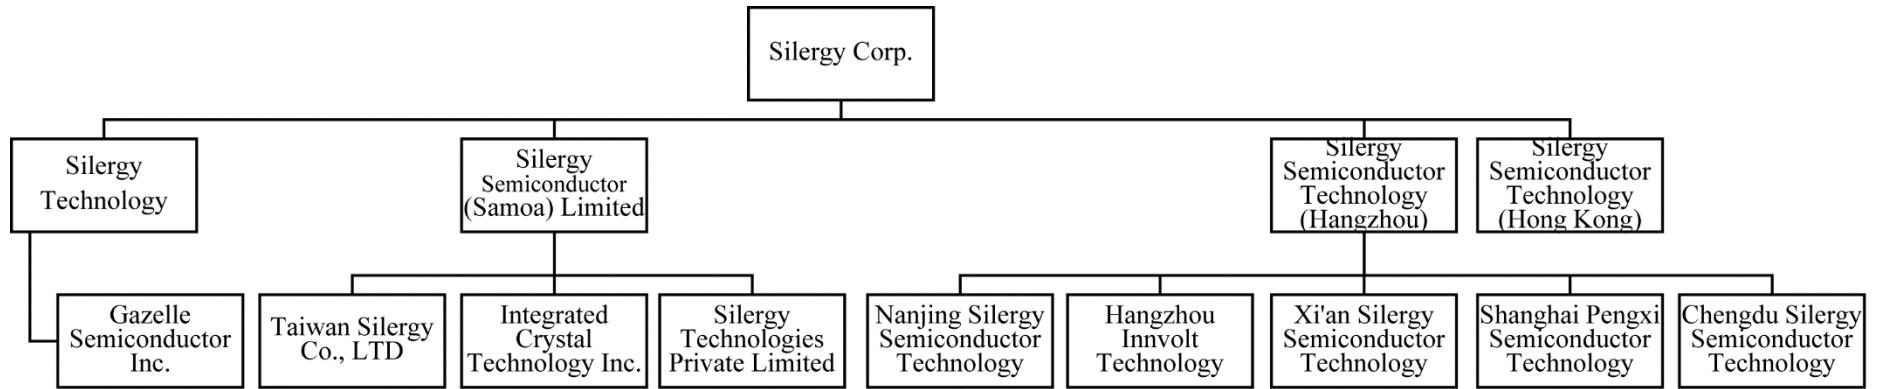 Silergy Corp.
Silergy
Technology
Silergy
Semiconductor
(Samoa) Limited
Silergy
Semiconductor
Technology
(Hangzhou)
Silergy
Semiconductor
Technology
(Hong Kong)
Gazelle
Semiconductor
Inc.
Taiwan Silergy
Co., LTD
Integrated
Crystal
Technology Inc.
Silergy
Technologies
Private Limited
Nanjing Silergy
Semiconductor
Technology
Hangzhou
Innvolt
Technology
Xi'an Silergy
Semiconductor
Technology
Shanghai Pengxi
Semiconductor
Technology
Chengdu Silergy
Semiconductor
Technology